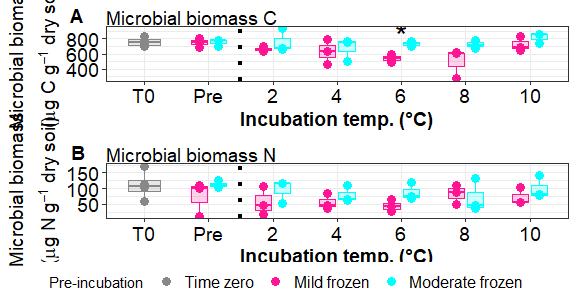 A Microbial biomass C
Microbial biomass C
(µg C g⁻¹ dry soil)
800
600
400
*
T0 Pre 2 4 6 8 10
Incubation temp. (°C)
B Microbial biomass N
Microbial biomass N
(µg N g⁻¹ dry soil)
150
100
50
T0 Pre 2 4 6 8 10
Incubation temp. (°C)
Pre-incubation Time zero Mild frozen Moderate frozen